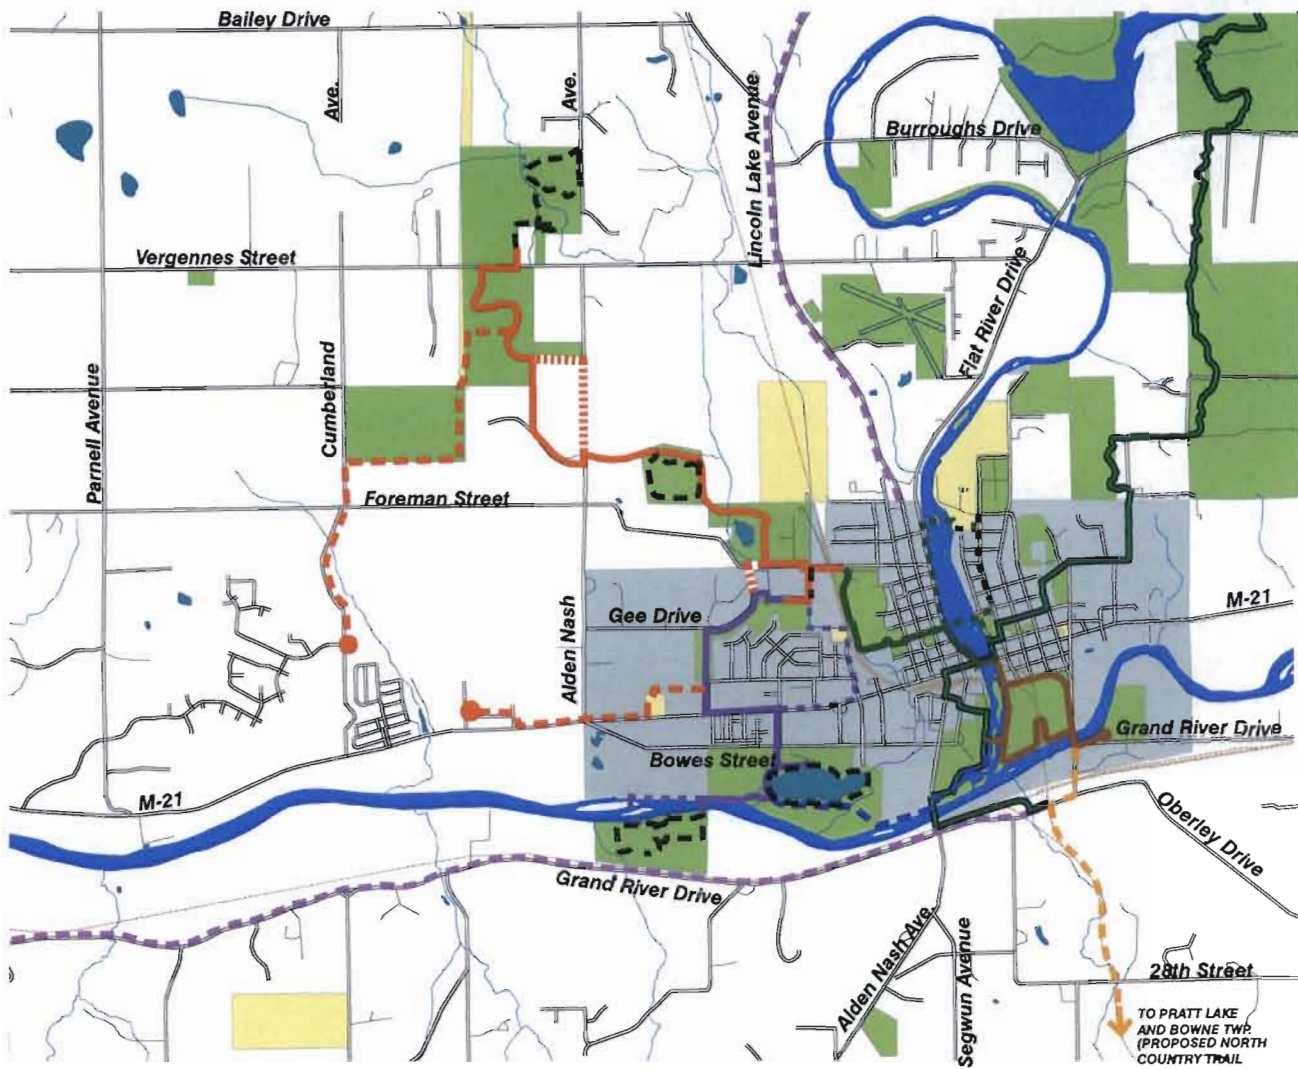 Bailey Drive
Ave.
Ave.
Lincoln Lake Avenue
Burroughs Drive
Vergennes Street
Flat River Drive
Parnell Avenue
Cumberland
Foreman Street
M-21
Gee Drive
Alden Nash
Grand River Drive
Bowes Street
M-21
Oberley Drive
Grand River Drive
Alden Nash Ave.
Segwun Avenue
28th Street
TO PRATT LAKE
AND BOWNE TWP.
(PROPOSED NORTH
COUNTRY TRAIL